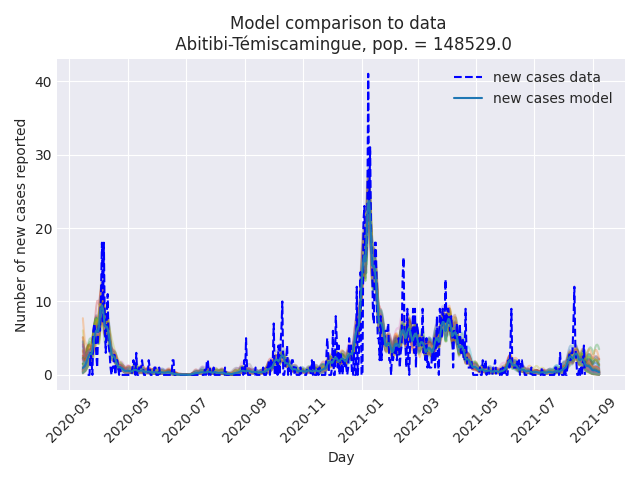 Model comparison to data
Abitibi-Témiscamingue, pop. = 148529.0
new cases data
new cases model
Number of new cases reported
40
30
20
10
0
2020-03
2020-05
2020-07
2020-09
2020-11
2021-01
2021-03
2021-05
2021-07
2021-09
Day